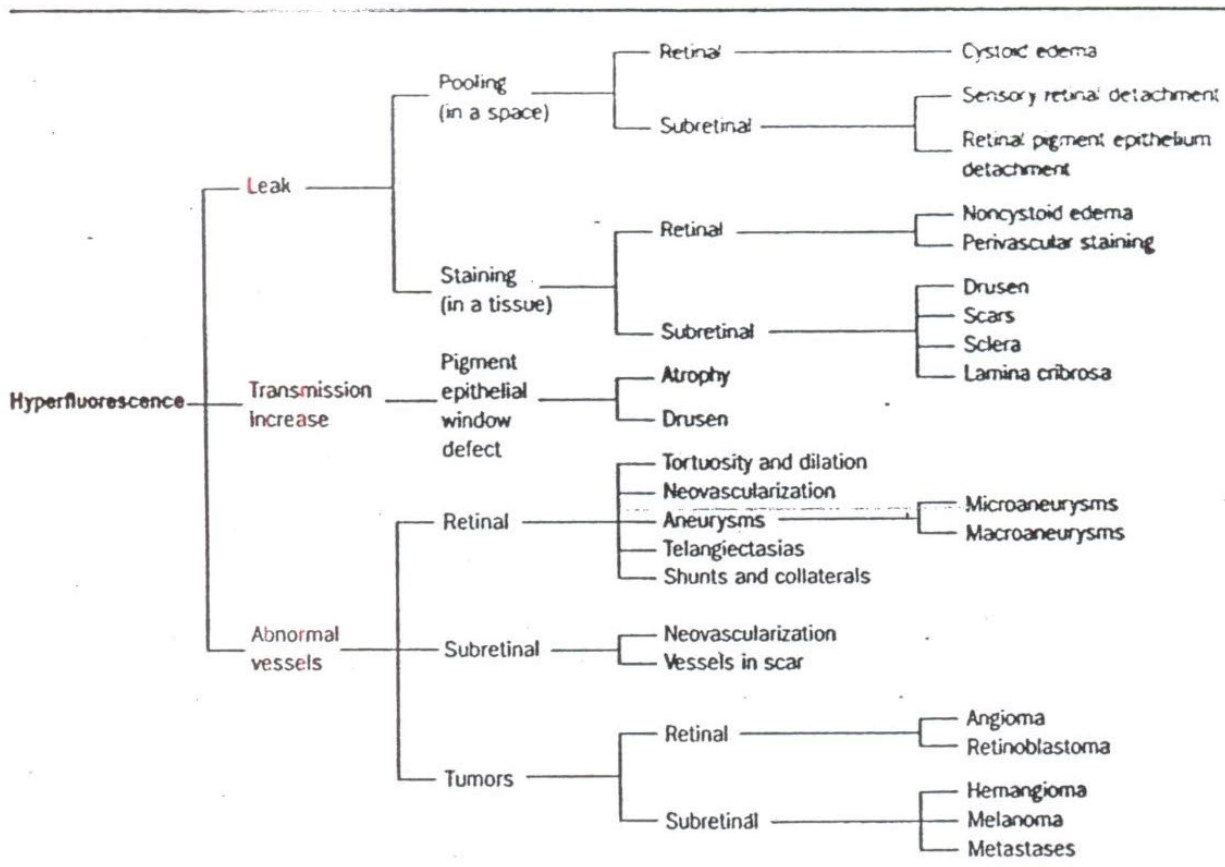 Retinal
Cystoid edema
Pooling
(in a space)
Sensory retinal detachment
Subretinal
Retinal pigment epithelium
detachment
Leak
Retinal
Noncystoid edema
Perivascular staining
Staining
(in a tissue)
Drusen
Scars
Subretinal
Sclera
Lamina cribrosa
Hyperfluorescence
Transmission
Increase
Pigment
epithelial
window
defect
Atrophy
Drusen
Tortuosity and dilation
Neovascularization
Retinal
Aneurysms
Microaneurysms
Macroaneurysms
Telangiectasias
Shunts and collaterals
Abnormal
vessels
Subretinal
Neovascularization
Vessels in scar
Retinal
Angioma
Retinoblastoma
Tumors
Hemangioma
Subretinal
Melanoma
Metastases